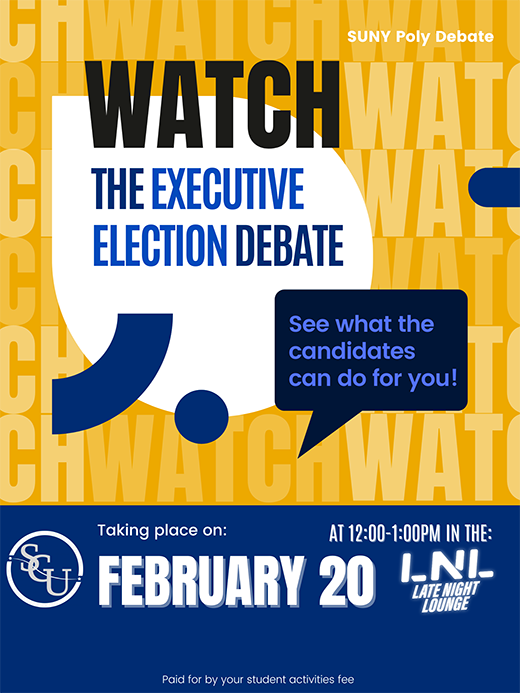 SUNY Poly Debate
WATCH
THE EXECUTIVE
ELECTION DEBATE
See what the
candidates
can do for you!
Taking place on:
FEBRUARY 20
AT 12:00-1:00PM IN THE:
LNL
LATE NIGHT
LOUNGE
SCU
Paid for by your student activities fee